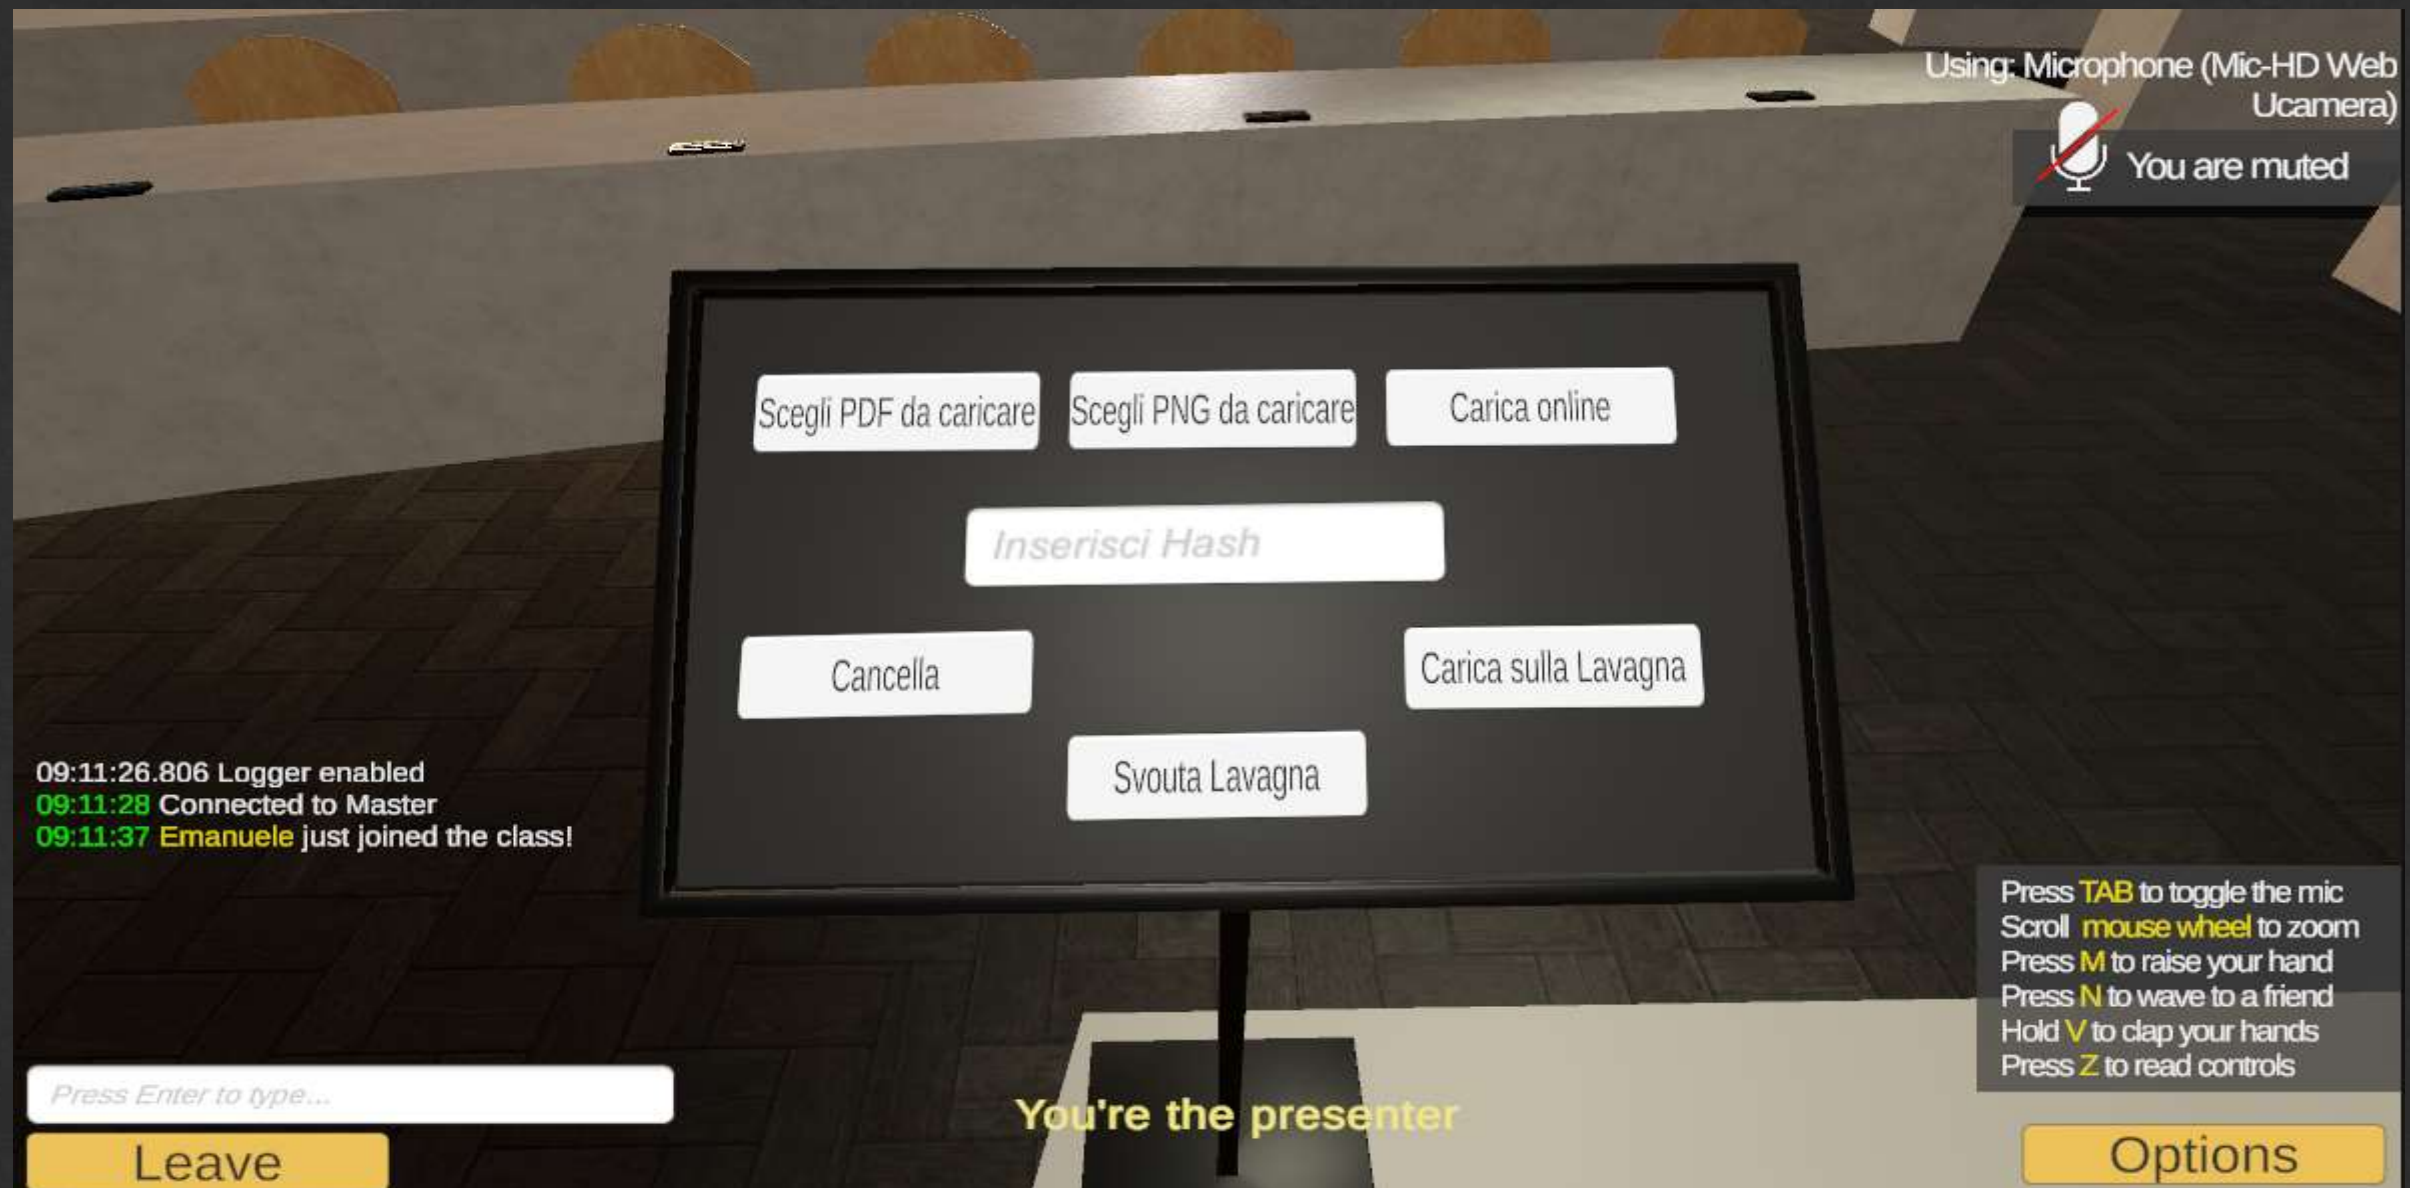 Using: Microphone (Mic-HD Web
Ucamera)
You are muted
Scegli PDF da caricare
Scegli PNG da caricare
Carica online
Inserisci Hash
Cancella
Carica sulla Lavagna
Svouta Lavagna
09:11:26.806 Logger enabled
09:11:28 Connected to Master
09:11:37 Emanuele just joined the class!
Press TAB to toggle the mic
Scroll mouse wheel to zoom
Press M to raise your hand
Press N to wave to a friend
Hold V to clap your hands
Press Z to read controls
Press Enter to type...
You're the presenter
Leave
Options